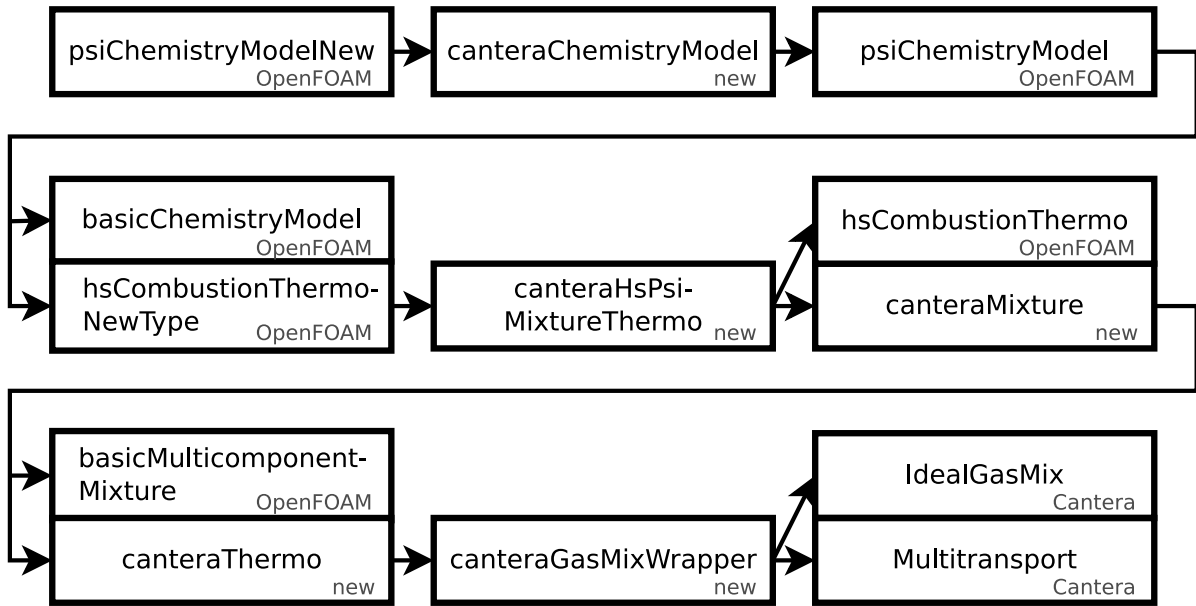 psiChemistryModelNew
OpenFOAM
canteraChemistryModel
new
psiChemistryModel
OpenFOAM
basicChemistryModel
OpenFOAM
hsCombustionThermo-
NewType
OpenFOAM
canteraHsPsi-
MixtureThermo
new
hsCombustionThermo
OpenFOAM
canteraMixture
new
basicMulticomponent-
Mixture
OpenFOAM
canteraThermo
new
canteraGasMixWrapper
new
IdealGasMix
Cantera
Multitransport
Cantera